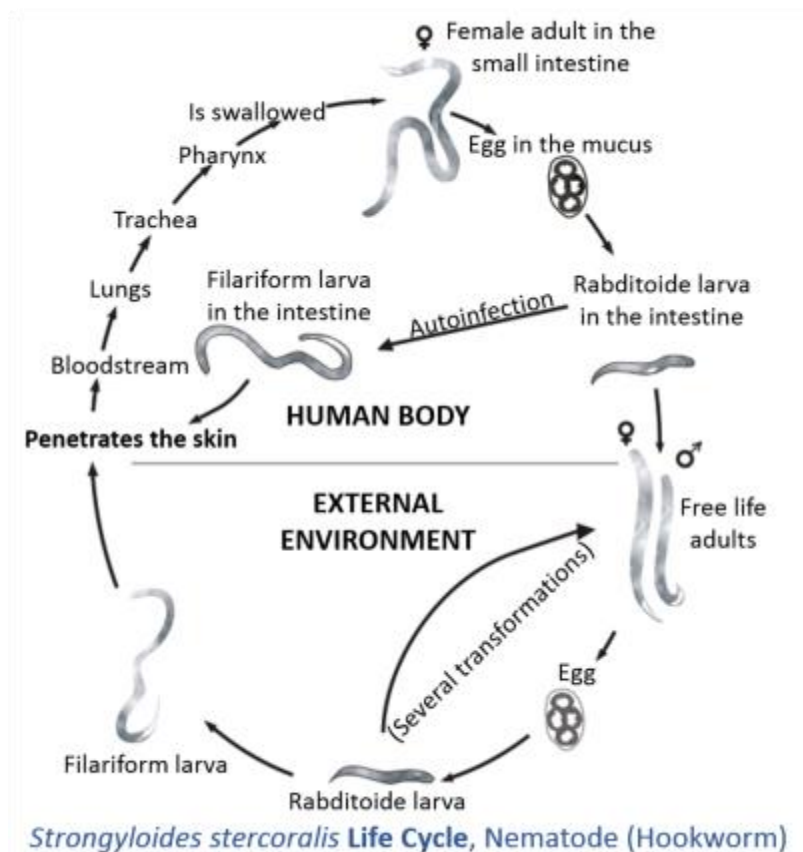 ♀ Female adult in the
small intestine
Is swallowed
Egg in the mucus
Pharynx
Trachea
Filariform larva
in the intestine
Rabditoide larva
in the intestine
Lungs
Autoinfection
Bloodstream
HUMAN BODY
Penetrates the skin
♀ ♂
EXTERNAL
ENVIRONMENT
Free life
adults
(Several transformations)
Egg
Filariform larva
Rabditoide larva
Strongyloides stercoralis Life Cycle, Nematode (Hookworm)